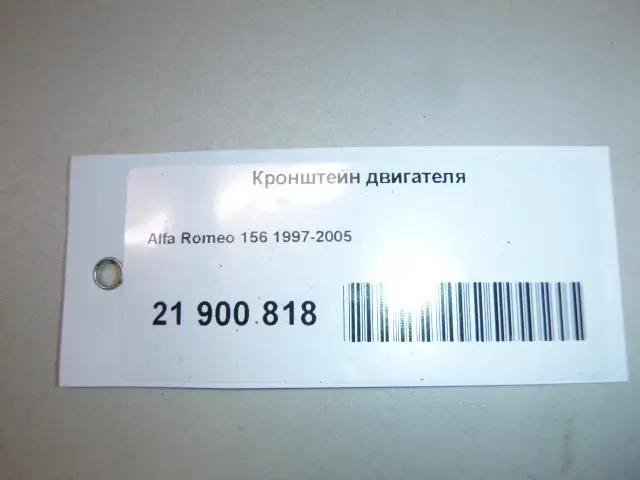 Кронштейн двигателя
Alfa Romeo 156 1997-2005
21 900 818